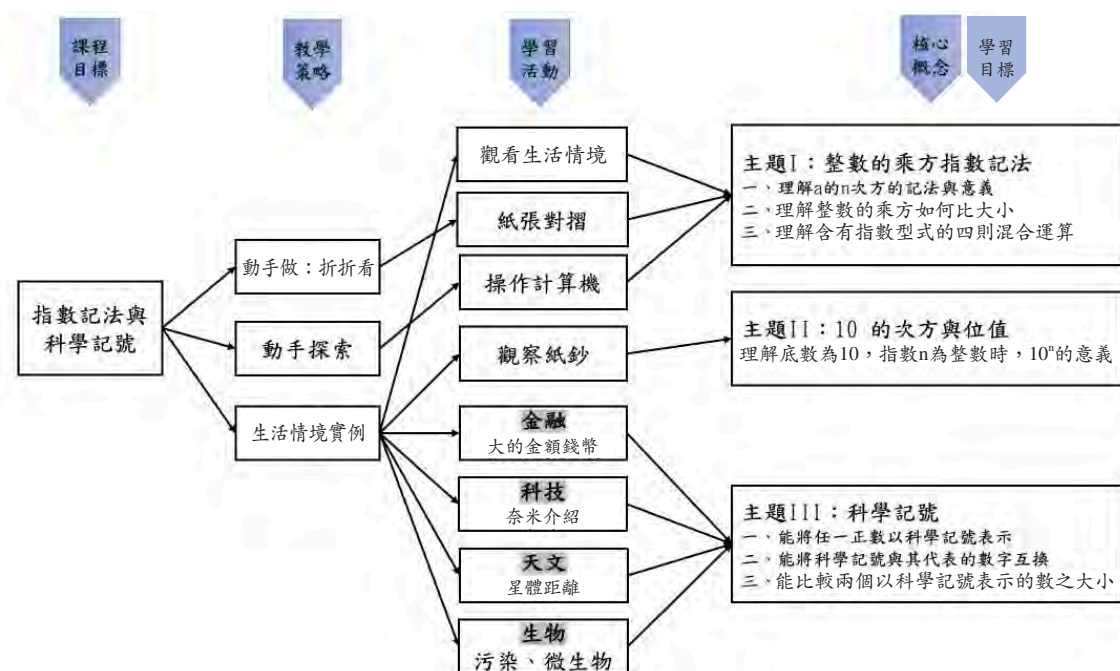 課程
目標
教學
策略
學習
活動
核心
概念
學習
目標
指數記法與
科學記號
動手做：折折看
動手探索
生活情境實例
觀看生活情境
紙張對摺
操作計算機
觀察紙鈔
金融
大的金額錢幣
科技
奈米介紹
天文
星體距離
生物
污染、微生物
主題I：整數的乘方指數記法
一、理解a的n次方的記法與意義
二、理解整數的乘方如何比大小
三、理解含有指數型式的四則混合運算
主題II：10 的次方與位值
理解底數為10，指數n為整數時，10ⁿ的意義
主題III：科學記號
一、能將任一正數以科學記號表示
二、能將科學記號與其代表的數字互換
三、能比較兩個以科學記號表示的數之大小